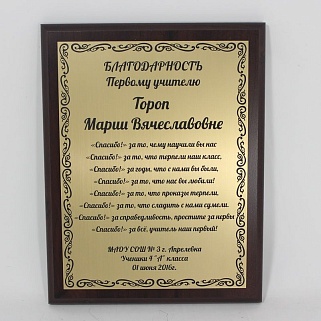 БЛАГОДАРНОСТЬ
Первому учителю
Тороп
Марии Вячеславовне
«Спасибо!» за то, чему научили вы нас
«Спасибо!» за то, что терпели наш класс,
«Спасибо!» за годы, что с нами вы были,
«Спасибо!» за то, что нас вы любили!
«Спасибо!» за то, что проказы терпели,
«Спасибо!» за то, что сладить с нами сумели.
«Спасибо!» за справедливость, простите за нервы
«Спасибо!» за всё, учитель наш первый!
МАОУ СОШ № 3 г. Апрелевка
Ученики 4 "А" класса
01 июня 2016г.